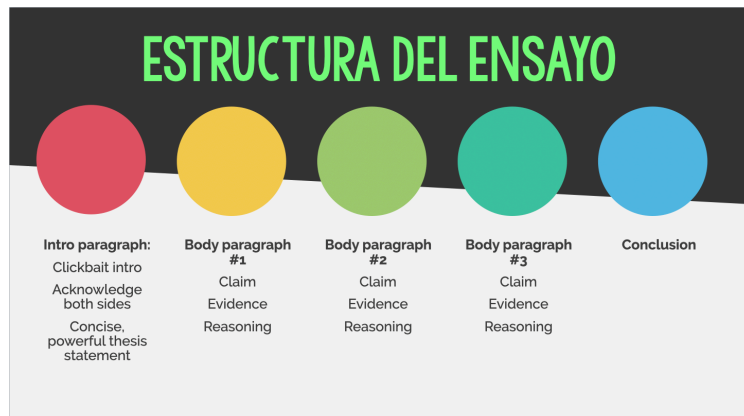 ESTRUCTURA DEL ENSAYO
Intro paragraph:
Clickbait intro
Acknowledge
both sides
Concise,
powerful thesis
statement
Body paragraph
#1
Claim
Evidence
Reasoning
Body paragraph
#2
Claim
Evidence
Reasoning
Body paragraph
#3
Claim
Evidence
Reasoning
Conclusion